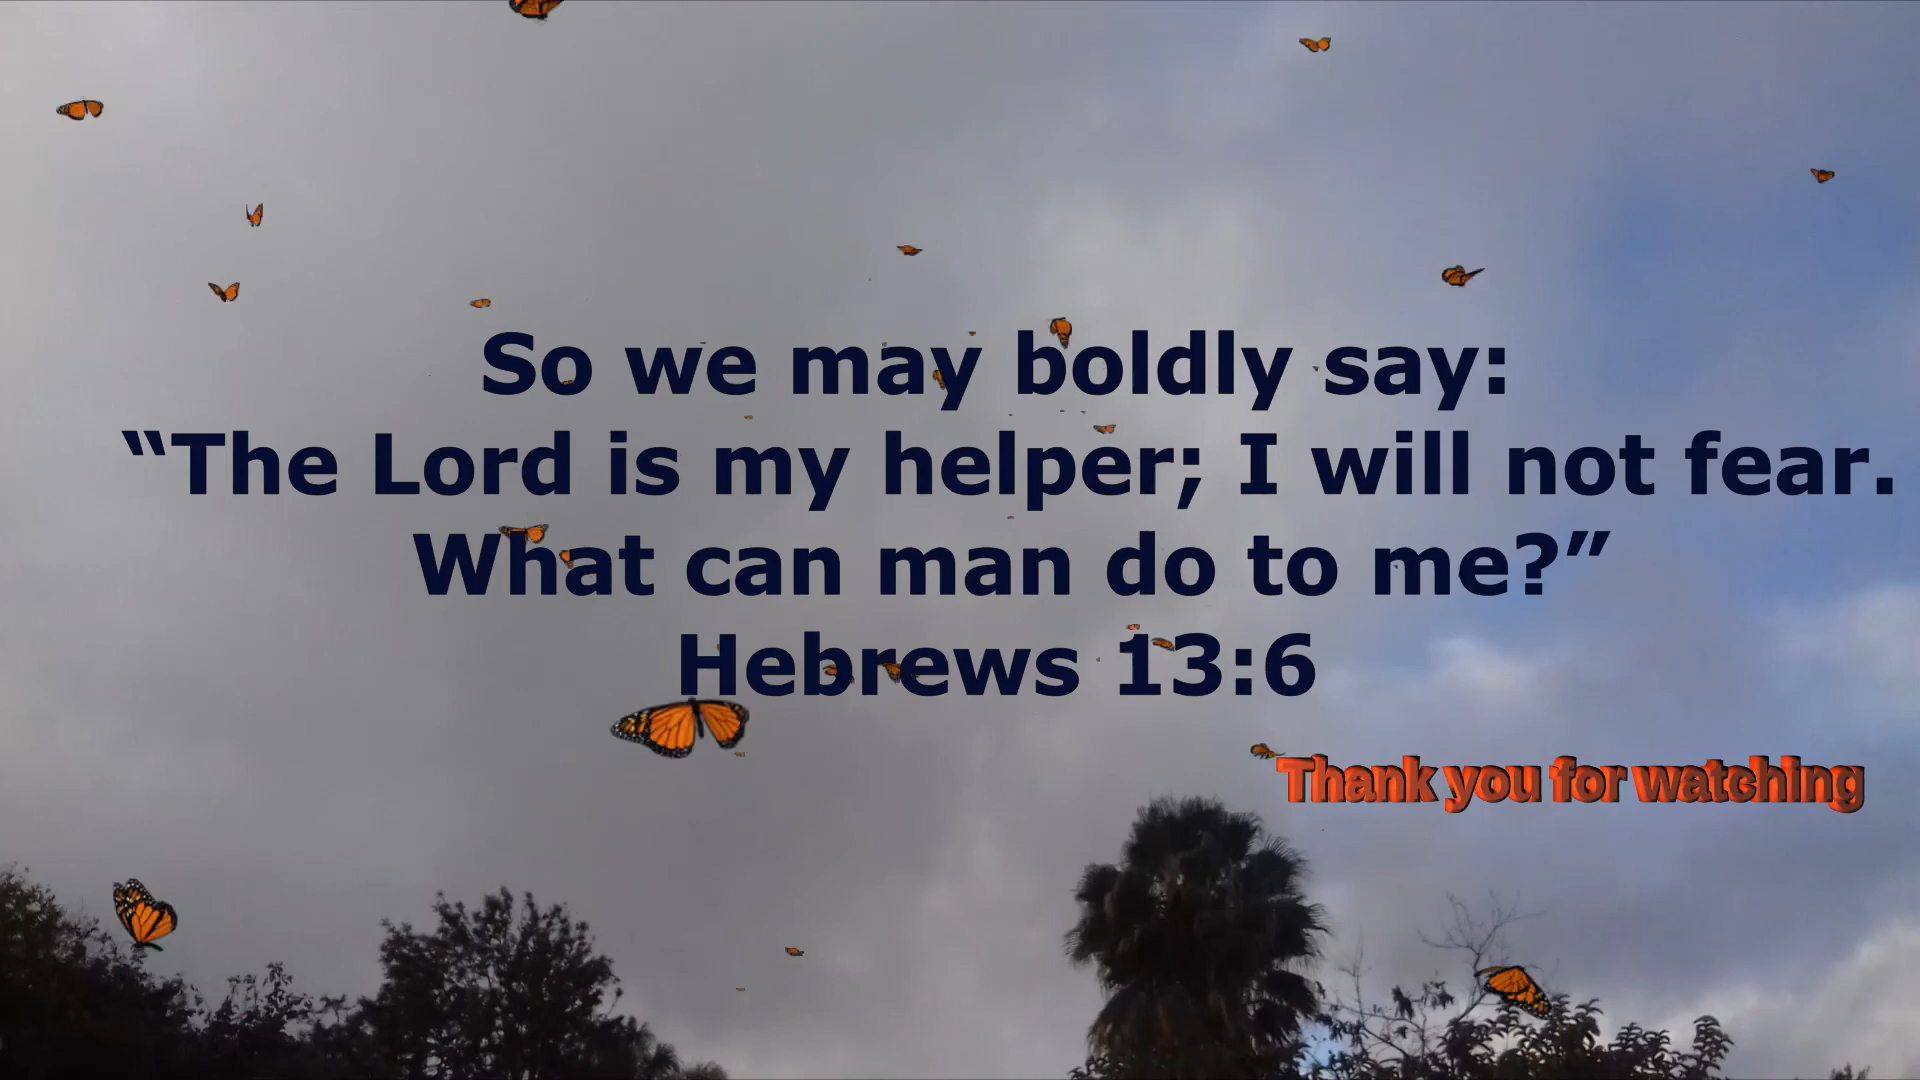 So we may boldly say:
“The Lord is my helper; I will not fear.
What can man do to me?”
Hebrews 13:6
Thank you for watching